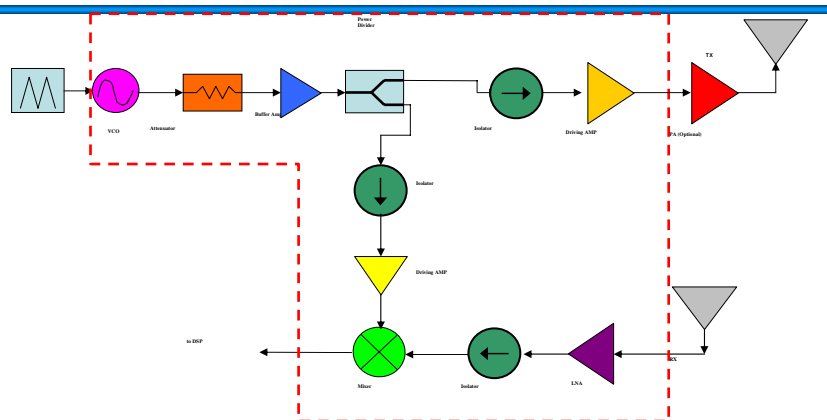 Power
Divider
TX
VCO
Attenuator
Buffer Am
Isolator
Driving AMP
PA (Optional)
Isolator
Driving AMP
to DSP
RX
Mixer
Isolator
LNA